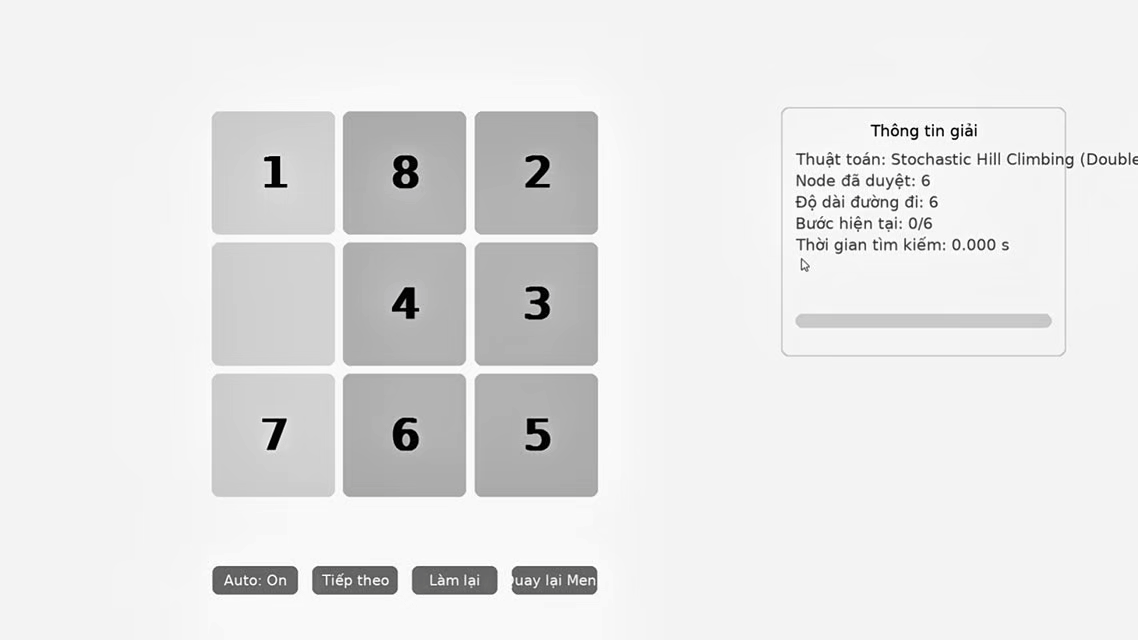 1 8 2
4 3
7 6 5
Thông tin giải
Thuật toán: Stochastic Hill Climbing (Double
Node đã duyệt: 6
Độ dài đường đi: 6
Bước hiện tại: 0/6
Thời gian tìm kiếm: 0.000 s
Auto: On
Tiếp theo
Làm lại
uay lại Men